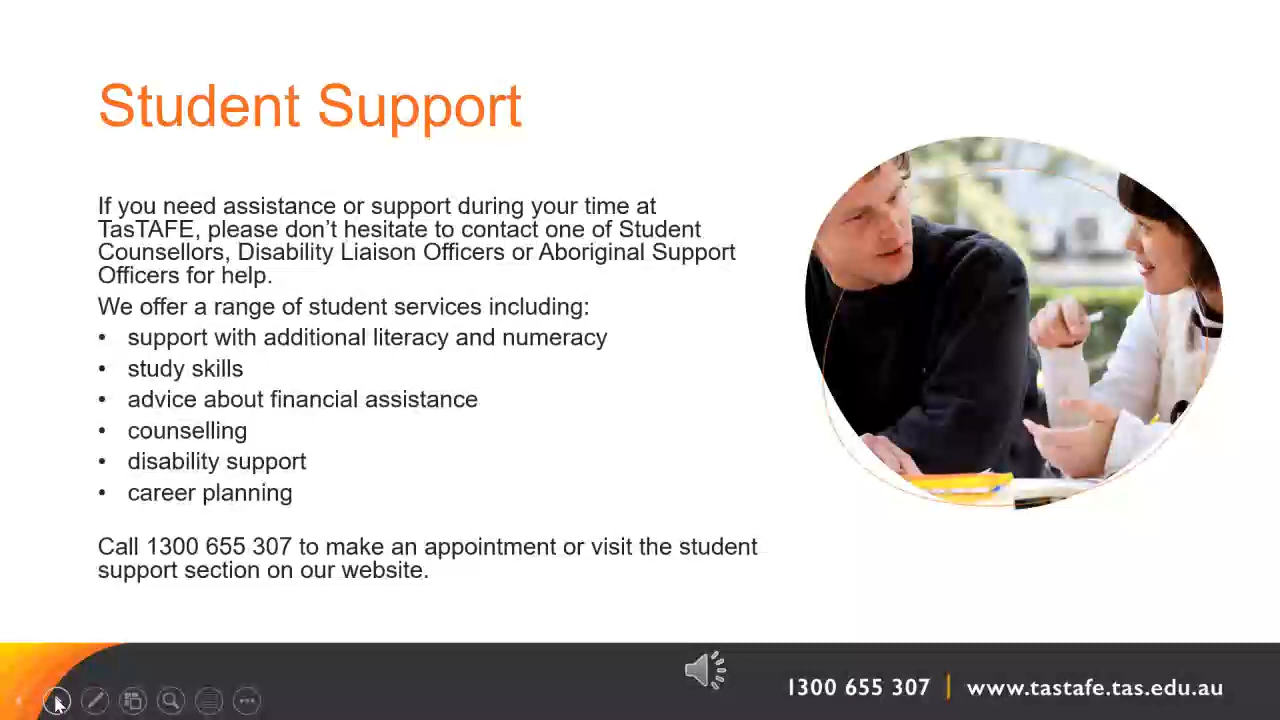 Student Support
If you need assistance or support during your time at
TasTAFE, please don’t hesitate to contact one of Student
Counsellors, Disability Liaison Officers or Aboriginal Support
Officers for help.
We offer a range of student services including:
• support with additional literacy and numeracy
• study skills
• advice about financial assistance
• counselling
• disability support
• career planning
Call 1300 655 307 to make an appointment or visit the student
support section on our website.
1300 655 307 | www.tastafe.tas.edu.au